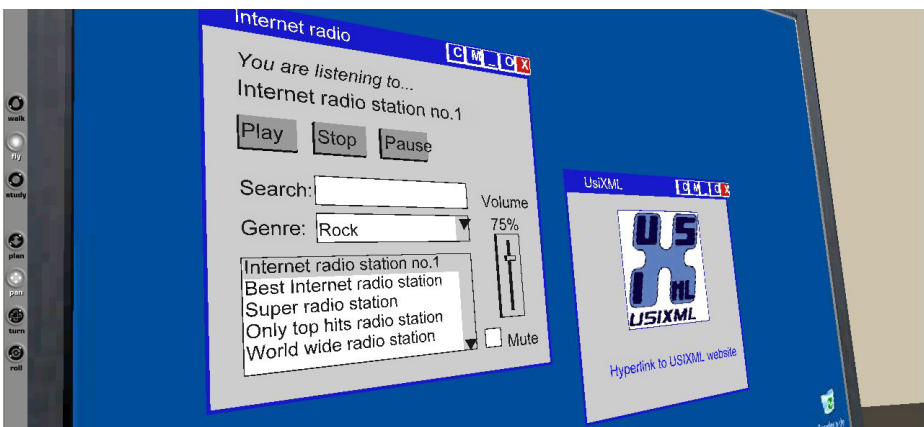 walk
fly
study
plan
pan
turn
roll
Internet radio
C M _ O X
You are listening to...
Internet radio station no.1
Play Stop Pause
Search:
Genre: Rock
Volume
75%
Internet radio station no.1
Best Internet radio station
Super radio station
Only top hits radio station
World wide radio station
Mute
UsiXML
C M _ O X
US
I ML
USIXML
Hyperlink to USIXML website